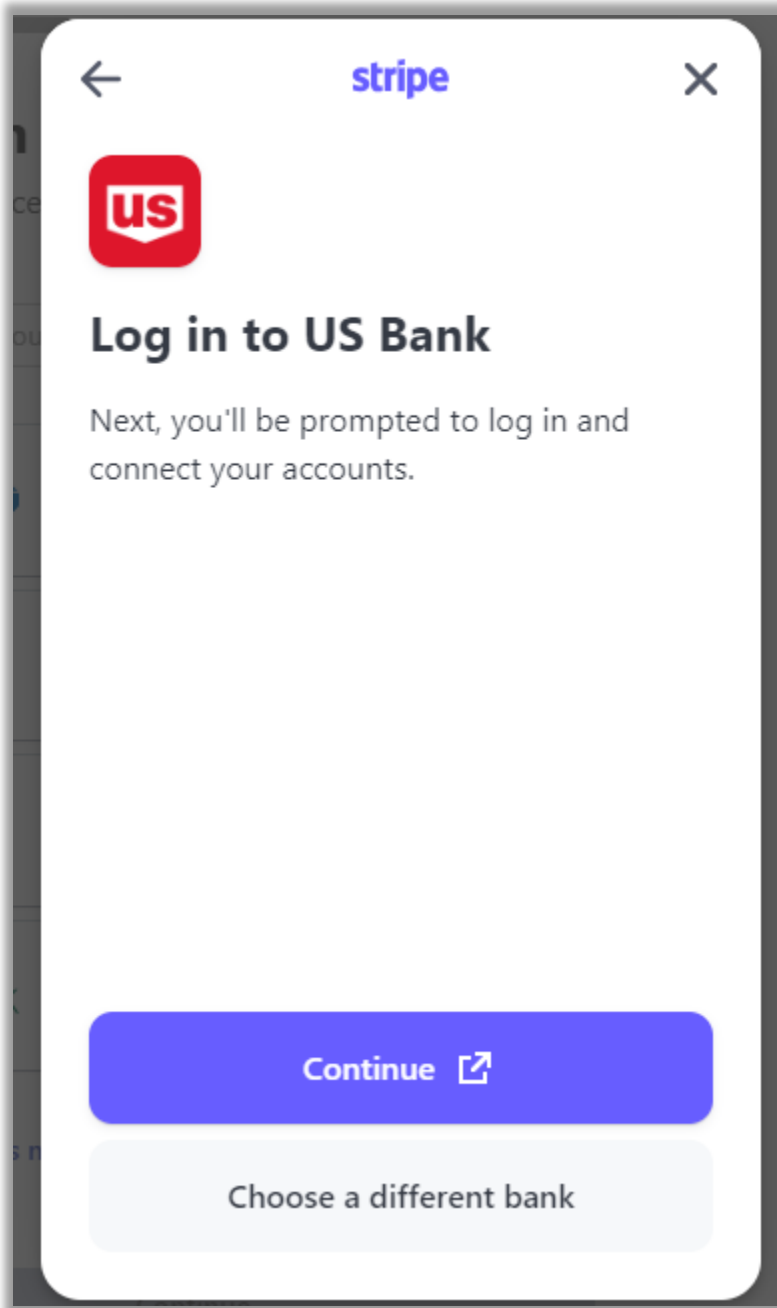 stripe
us
Log in to US Bank
Next, you'll be prompted to log in and
connect your accounts.
Continue
Choose a different bank